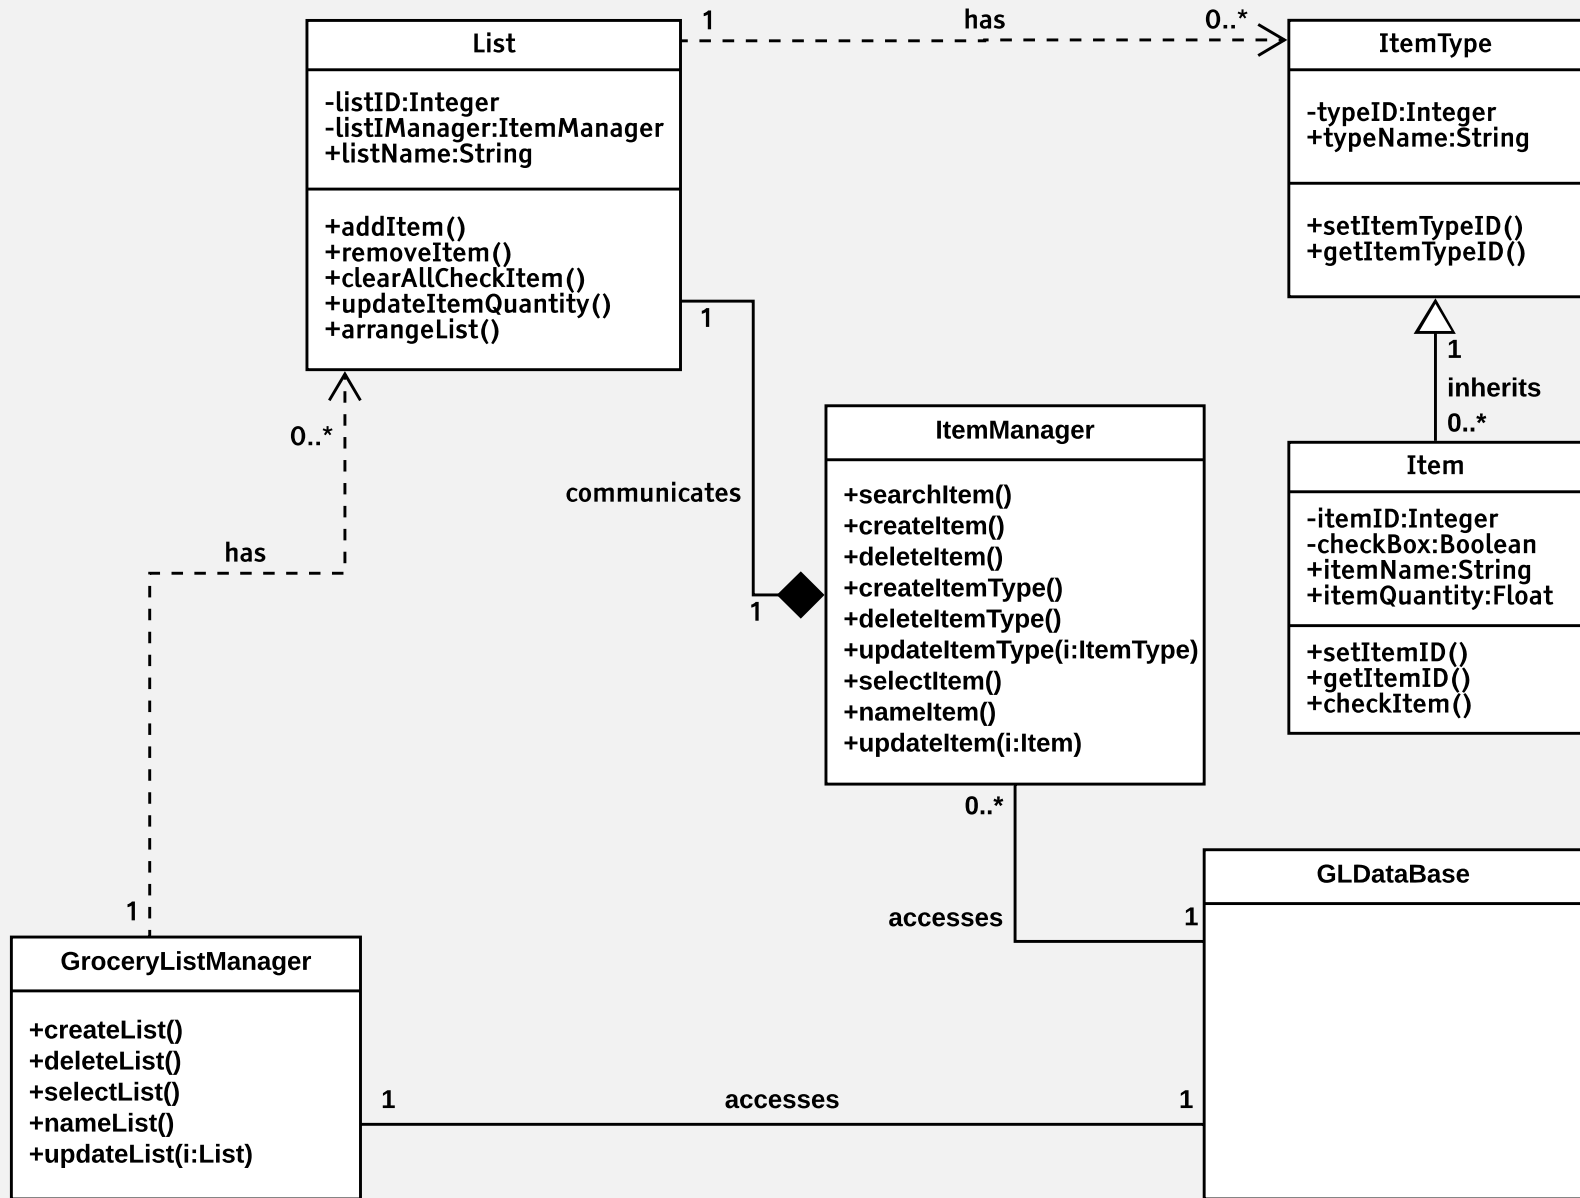 1
has
0..*
List
-listID:Integer
-listIManager:ItemManager
+listName:String
+addItem()
+removeItem()
+clearAllCheckItem()
+updateItemQuantity()
+arrangeList()
ItemType
-typeID:Integer
+typeName:String
+setItemTypeID()
+getItemTypeID()
1
inherits
0..*
1
communicates
1
0..*
has
1
ItemManager
+searchItem()
+createItem()
+deleteItem()
+createItemType()
+deleteItemType()
+updateItemType(i:ItemType)
+selectItem()
+nameItem()
+updateItem(i:Item)
Item
-itemID:Integer
-checkBox:Boolean
+itemName:String
+itemQuantity:Float
+setItemID()
+getItemID()
+checkItem()
0..*
accesses
1
GLDataBase
GroceryListManager
+createList()
+deleteList()
+selectList()
+nameList()
+updateList(i:List)
1
accesses
1